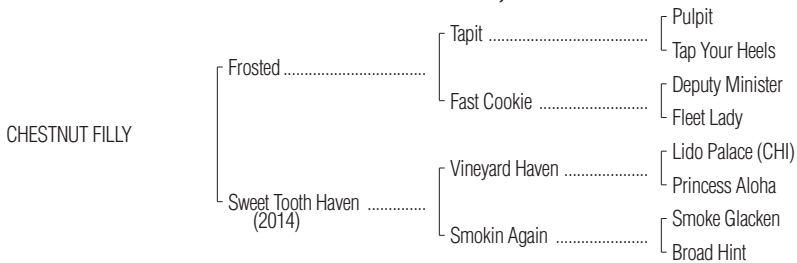 Pulpit
Tapit ............................................
Tap Your Heels
Frosted ........................................
Deputy Minister
Fast Cookie ..............................
Fleet Lady
CHESTNUT FILLY
Lido Palace (CHI)
Vineyard Haven .......................
Princess Aloha
Sweet Tooth Haven ................
(2014)
Smoke Glacken
Smokin Again ..........................
Broad Hint